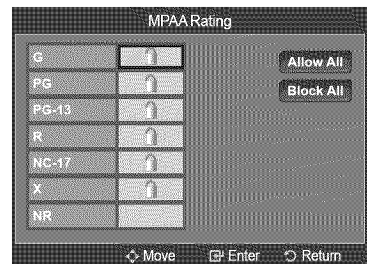 MPAA Rating
G
Allow All
PG
Block All
PG-13
R
NC-17
X
NR
Move Enter Return